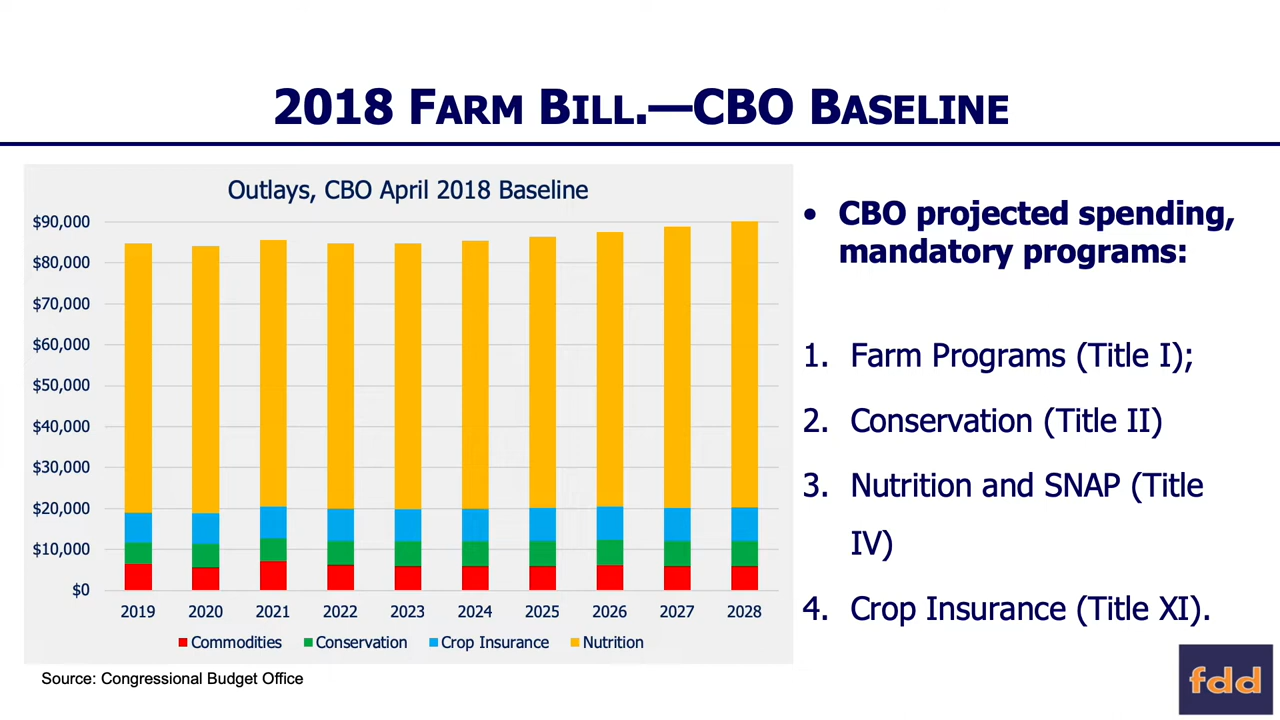 2018 FARM BILL.—CBO BASELINE
Outlays, CBO April 2018 Baseline
$90,000
$80,000
$70,000
$60,000
$50,000
$40,000
$30,000
$20,000
$10,000
$0
2019 2020 2021 2022 2023 2024 2025 2026 2027 2028
Commodities Conservation Crop Insurance Nutrition
Source: Congressional Budget Office
• CBO projected spending,
mandatory programs:
1. Farm Programs (Title I);
2. Conservation (Title II)
3. Nutrition and SNAP (Title
IV)
4. Crop Insurance (Title XI).
fdd